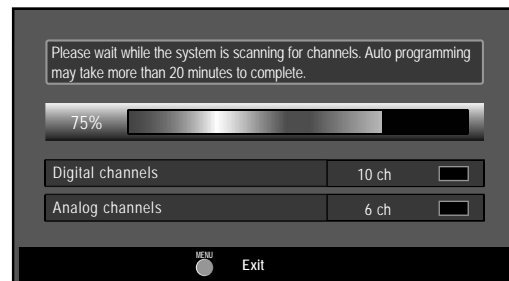 Please wait while the system is scanning for channels. Auto programming
may take more than 20 minutes to complete.
75%
Digital channels 10 ch
Analog channels 6 ch
MENU
Exit